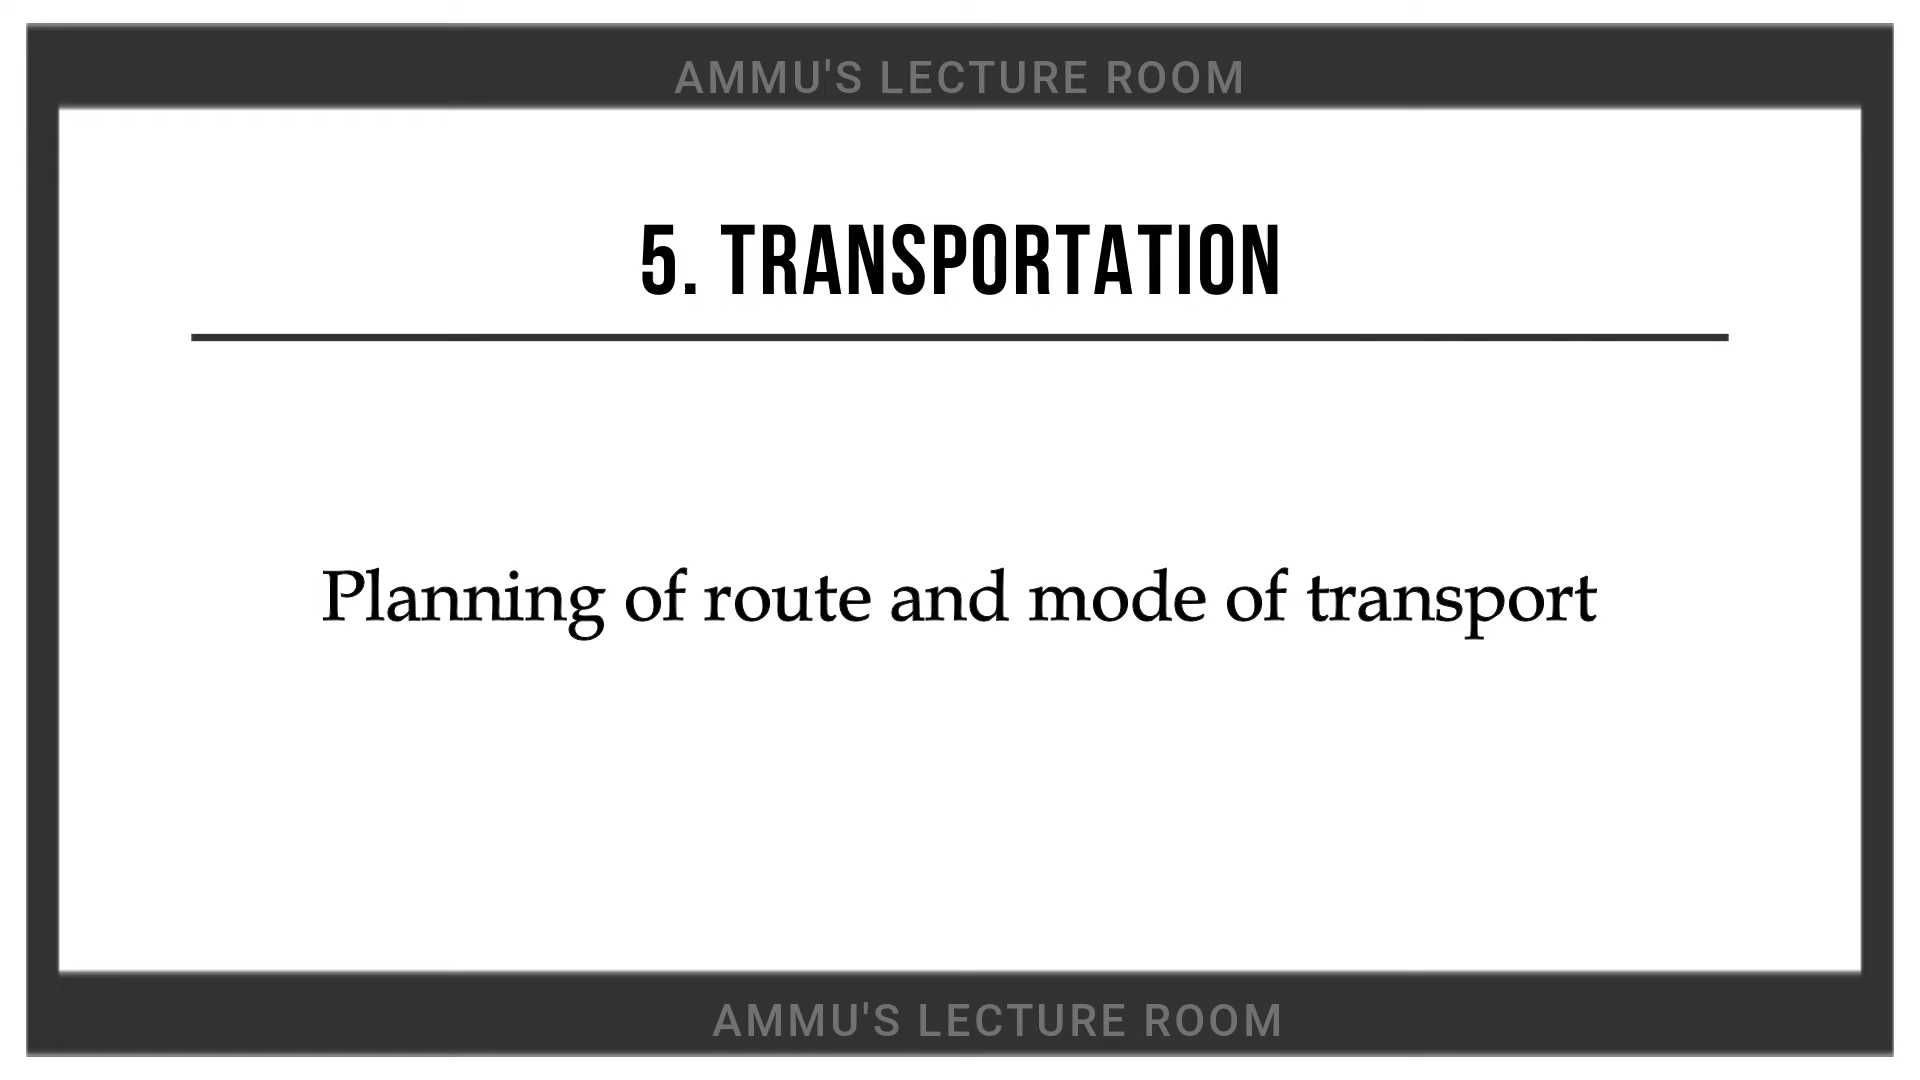 AMMU'S LECTURE ROOM
5. TRANSPORTATION
Planning of route and mode of transport
AMMU'S LECTURE ROOM